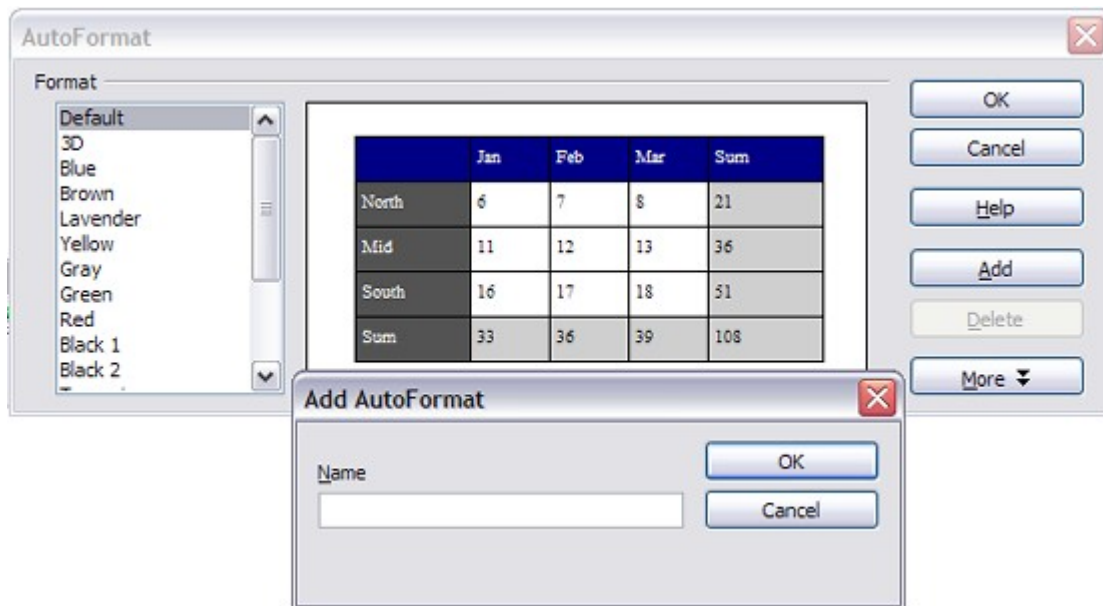 AutoFormat
Format
Default
3D
Blue
Brown
Lavender
Yellow
Gray
Green
Red
Black 1
Black 2
Jan Feb Mar Sum
North 6 7 8 21
Mid 11 12 13 36
South 16 17 18 51
Sum 33 36 39 108
OK
Cancel
Help
Add
Delete
More
Add AutoFormat
Name
OK
Cancel